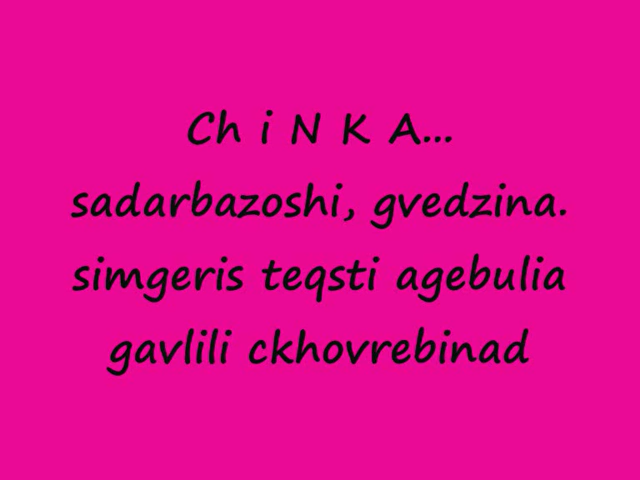 Ch i N K A...
sadarbazoshi, gvedzina.
simgeris teqsti agebulia
gavlili ckhovrebinad